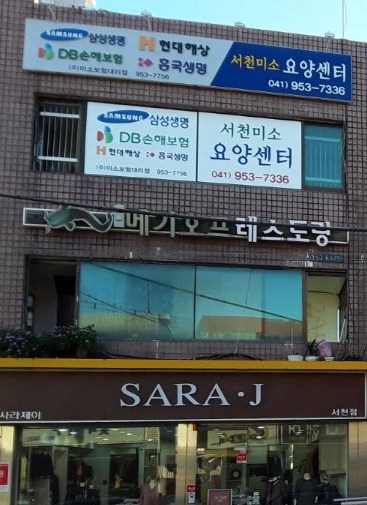 SAMSUNG 삼성생명 H 현대해상
DB손해보험 흥국생명
(주)미소보험대리점 953-7756
서천미소 요양센터
041) 953-7336
SAMSUNG 삼성생명
DB손해보험
H 현대해상 흥국생명
(주)미소보험대리점 953-7756
서천미소
요양센터
041) 953-7336
레스토랑
SARA·J
사라제이
서천점